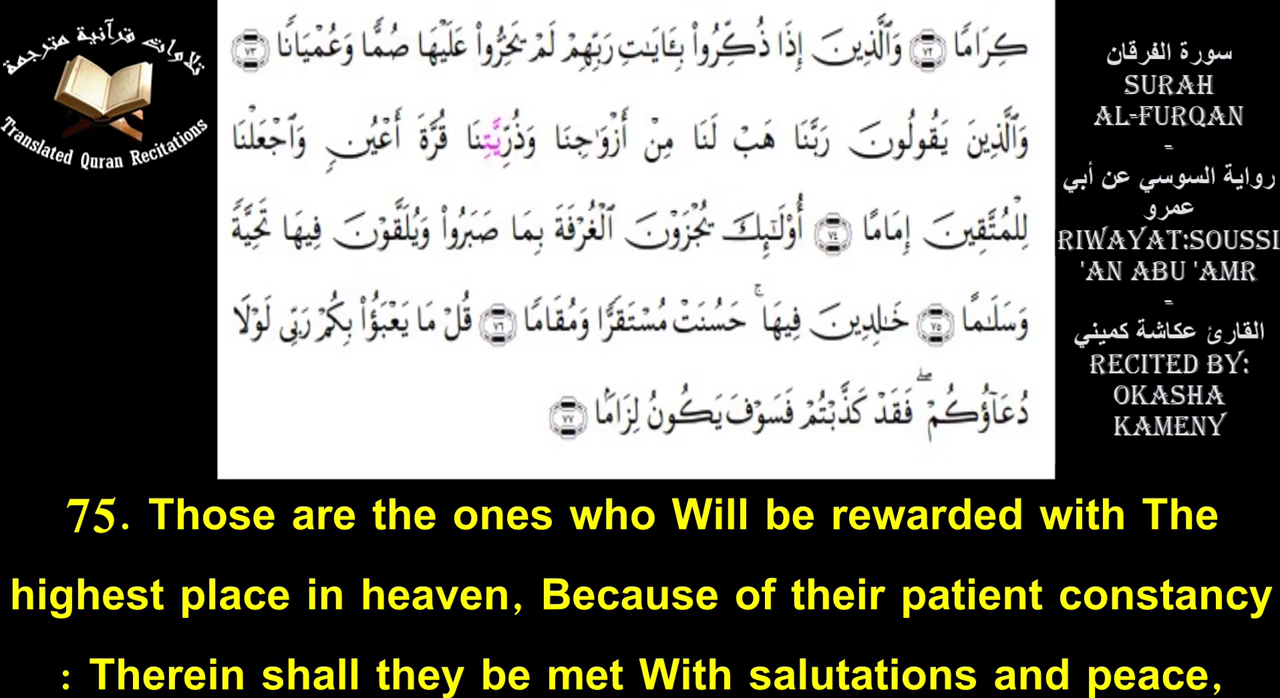 تلاوات قرآنية مترجمة
Translated Quran Recitations
كِرَامًا ٧٢ وَالَّذِينَ إِذَا ذُكِّرُوا۟ بِـَٔايَـٰتِ رَبِّهِمْ لَمْ يَخِرُّوا۟ عَلَيْهَا صُمًّا وَعُمْيَانًا ٧٣
وَالَّذِينَ يَقُولُونَ رَبَّنَا هَبْ لَنَا مِنْ أَزْوَٰجِنَا وَذُرِّيَّتِنَا قُرَّةَ أَعْيُنٍ وَٱجْعَلْنَا
لِلْمُتَّقِينَ إِمَامًا ٧٤ أُو۟لَـٰٓئِكَ يُجْزَوْنَ ٱلْغُرْفَةَ بِمَا صَبَرُوا۟ وَيُلَقَّوْنَ فِيهَا تَحِيَّةً
وَسَلَـٰمًا ٧٥ خَـٰلِدِينَ فِيهَا ۚ حَسُنَتْ مُسْتَقَرًّا وَمُقَامًا ٧٦ قُلْ مَا يَعْبَؤُا۟ بِكُمْ رَبِّى لَوْلَا
دُعَآؤُكُمْ ۖ فَقَدْ كَذَّبْتُمْ فَسَوْفَ يَكُونُ لِزَامًۢا ٧٧
سورة الفرقان
SURAH
AL-FURQAN
-
رواية السوسي عن أبي
عمرو
RIWAYAT:SOUSSI
'AN ABU 'AMR
-
القارئ عكاشة كميني
RECITED BY:
OKASHA
KAMENY
75. Those are the ones who Will be rewarded with The
highest place in heaven, Because of their patient constancy
: Therein shall they be met With salutations and peace,